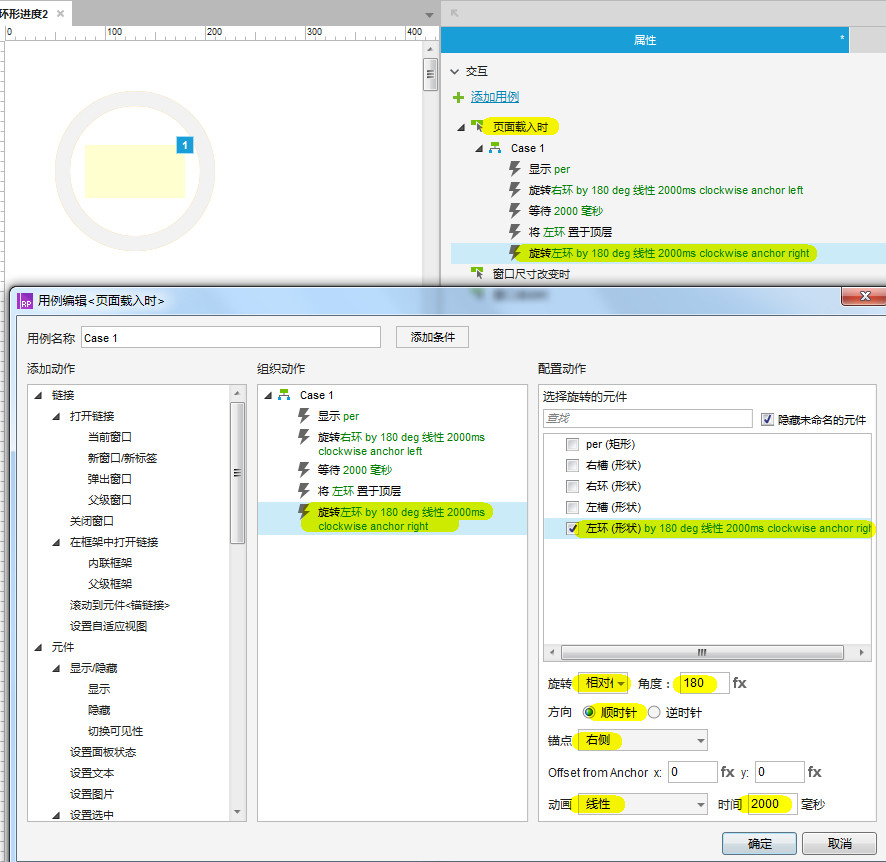 环形进度2
0 100 200 300 400
属性 *
交互
添加用例
页面载入时
Case 1
显示 per
旋转右环 by 180 deg 线性 2000ms clockwise anchor left
等待 2000 毫秒
将 左环 置于顶层
旋转左环 by 180 deg 线性 2000ms clockwise anchor right
窗口尺寸改变时
1
RP 用例编辑<页面载入时>
用例名称 Case 1 添加条件
添加动作
链接
打开链接
当前窗口
新窗口/新标签
弹出窗口
父级窗口
关闭窗口
在框架中打开链接
内联框架
父级框架
滚动到元件<锚链接>
设置自适应视图
元件
显示/隐藏
显示
隐藏
切换可见性
设置面板状态
设置文本
设置图片
设置选中
组织动作
Case 1
显示 per
旋转右环 by 180 deg 线性 2000ms
clockwise anchor left
等待 2000 毫秒
将 左环 置于顶层
旋转左环 by 180 deg 线性 2000ms
clockwise anchor right
配置动作
选择旋转的元件
查找 隐藏未命名的元件
per (矩形)
右槽 (形状)
右环 (形状)
左槽 (形状)
左环 (形状) by 180 deg 线性 2000ms clockwise anchor righ
旋转 相对 角度： 180 fx
方向 顺时针 逆时针
锚点 右侧
Offset from Anchor x: 0 fx y: 0 fx
动画 线性 时间 2000 毫秒
确定 取消